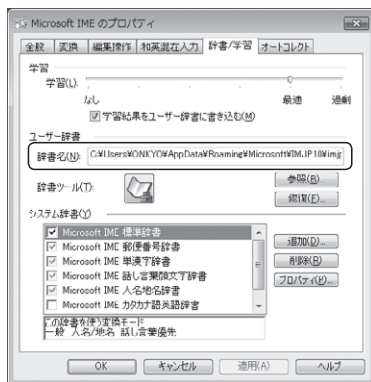 Microsoft IME のプロパティ
全般 変換 編集操作 和英混在入力 辞書/学習 オートコレクト
学習
学習(L):
なし 最適 過剰
学習結果をユーザー辞書に書き込む(M)
ユーザー辞書
辞書名(N): C:¥Users¥ONKYO¥AppData¥Roaming¥Microsoft¥IMJP10¥imjp
参照(R)
辞書ツール(T):
修復(E)...
システム辞書(Y)
Microsoft IME 標準辞書
Microsoft IME 郵便番号辞書
追加(D)...
Microsoft IME 単漢字辞書
削除(R)
Microsoft IME 話し言葉顔文字辞書
プロパティ(P)...
Microsoft IME 人名地名辞書
Microsoft IME カタカナ語英語辞書
この辞書を使う変換モード
一般 人名/地名 話し言葉優先
OK キャンセル 適用(A) ヘルプ